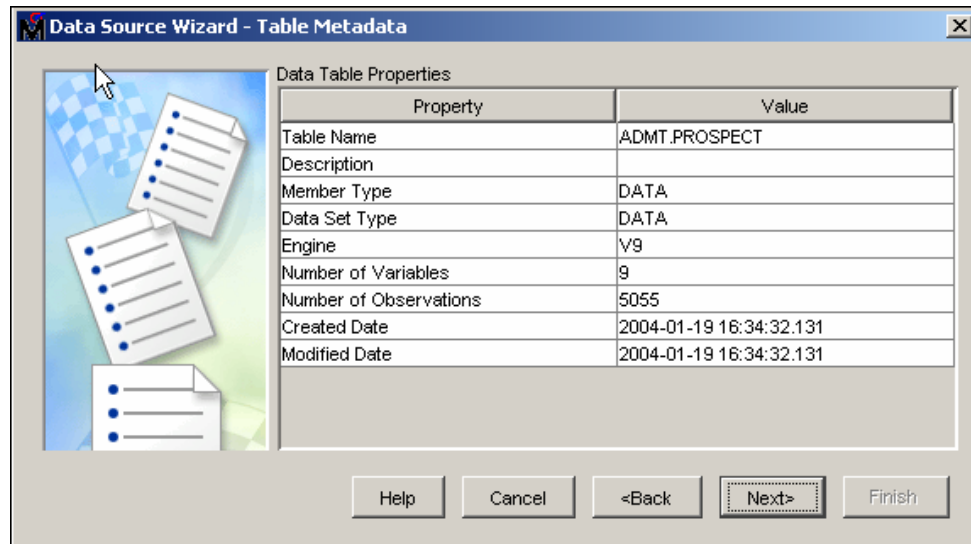 Data Source Wizard - Table Metadata
Data Table Properties
Property Value
Table Name ADMT.PROSPECT
Description
Member Type DATA
Data Set Type DATA
Engine V9
Number of Variables 9
Number of Observations 5055
Created Date 2004-01-19 16:34:32.131
Modified Date 2004-01-19 16:34:32.131
Help Cancel <Back Next> Finish